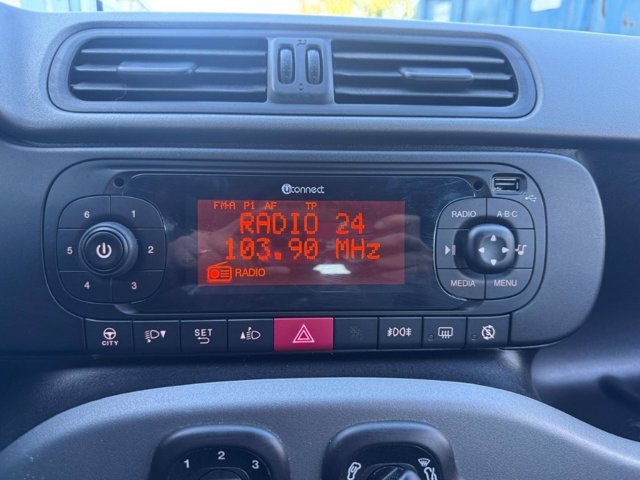 uconnect
FM-A P1 AF TP
RADIO 24
103.90 MHz
RADIO
6 1
5 2
4 3
RADIO A·B·C
MEDIA MENU
CITY
SET
1 2 3